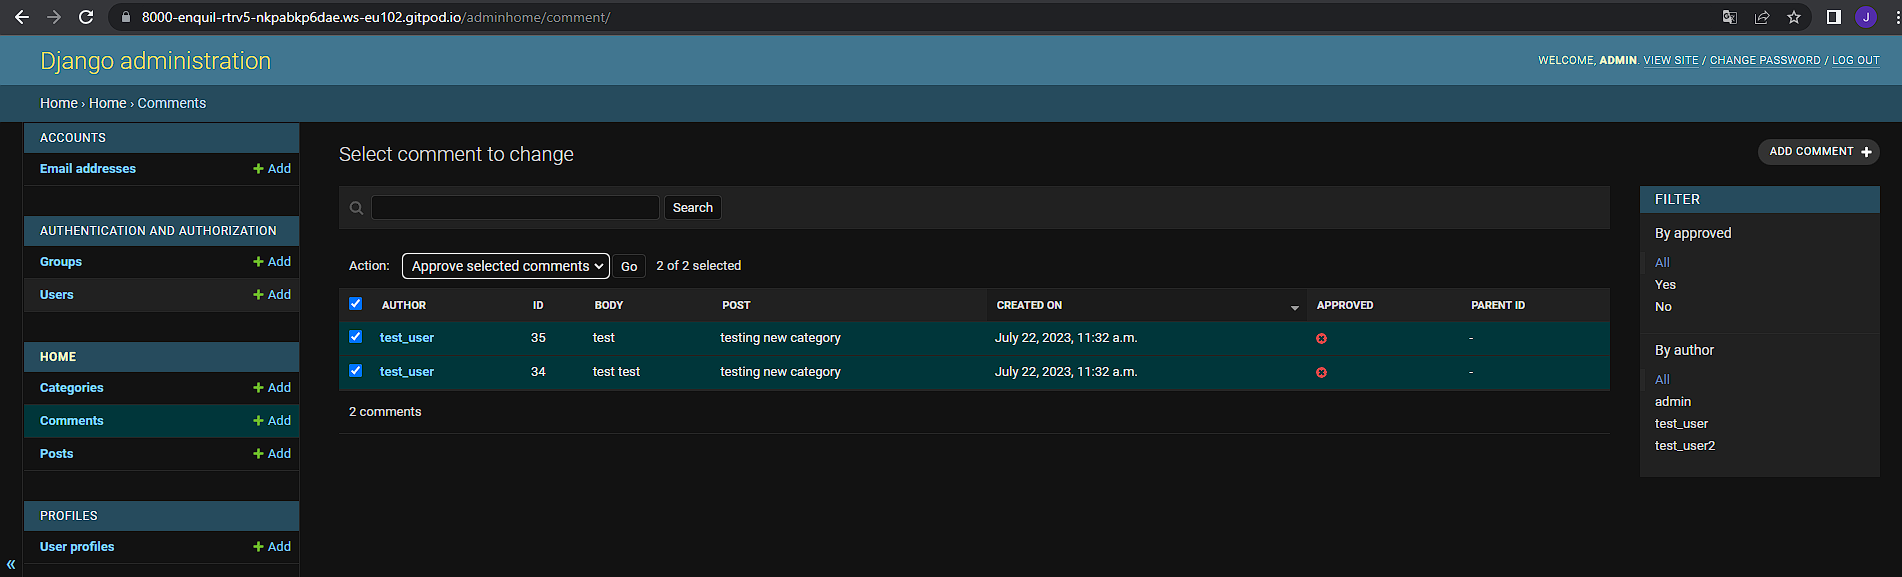 8000-enquil-rtrv5-nkpabkp6dae.ws-eu102.gitpod.io/adminhome/comment/
J
Django administration
WELCOME, ADMIN. VIEW SITE / CHANGE PASSWORD / LOG OUT
Home › Home › Comments
ACCOUNTS
Email addresses + Add
AUTHENTICATION AND AUTHORIZATION
Groups + Add
Users + Add
HOME
Categories + Add
Comments + Add
Posts + Add
PROFILES
User profiles + Add
«
Select comment to change
ADD COMMENT +
Search
Action: Approve selected comments Go 2 of 2 selected
AUTHOR ID BODY POST CREATED ON APPROVED PARENT ID
test_user 35 test testing new category July 22, 2023, 11:32 a.m. -
test_user 34 test test testing new category July 22, 2023, 11:32 a.m. -
2 comments
FILTER
By approved
All
Yes
No
By author
All
admin
test_user
test_user2